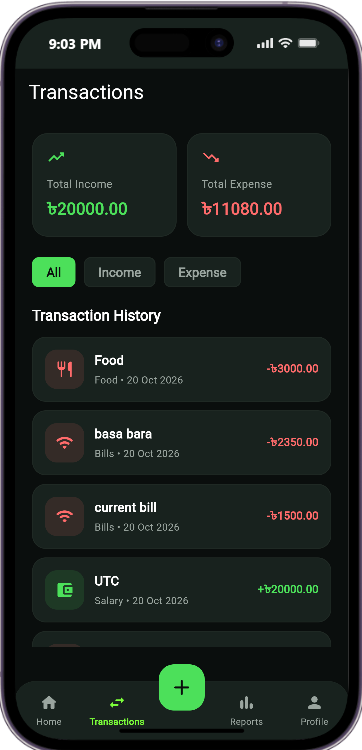 9:03 PM
Transactions
Total Income
৳20000.00
Total Expense
৳11080.00
All
Income
Expense
Transaction History
Food
-৳3000.00
Food • 20 Oct 2026
basa bara
-৳2350.00
Bills • 20 Oct 2026
current bill
-৳1500.00
Bills • 20 Oct 2026
UTC
+৳20000.00
Salary • 20 Oct 2026
Home
Transactions
Reports
Profile